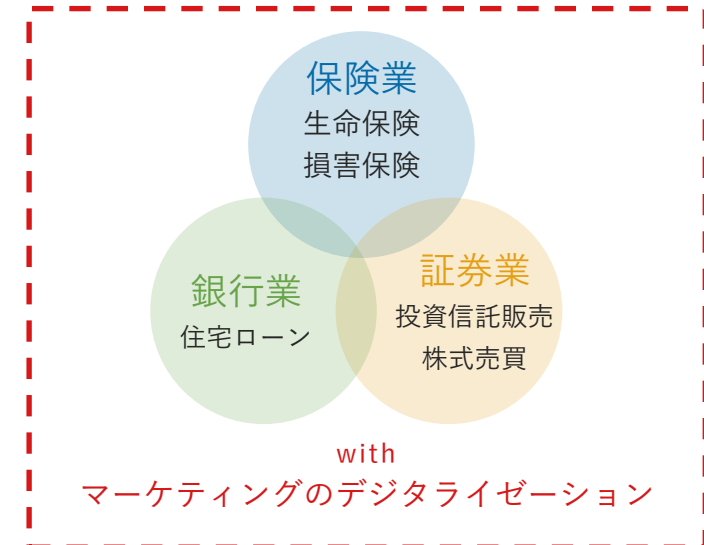 保険業
生命保険
損害保険
銀行業
住宅ローン
証券業
投資信託販売
株式売買
with
マーケティングのデジタライゼーション